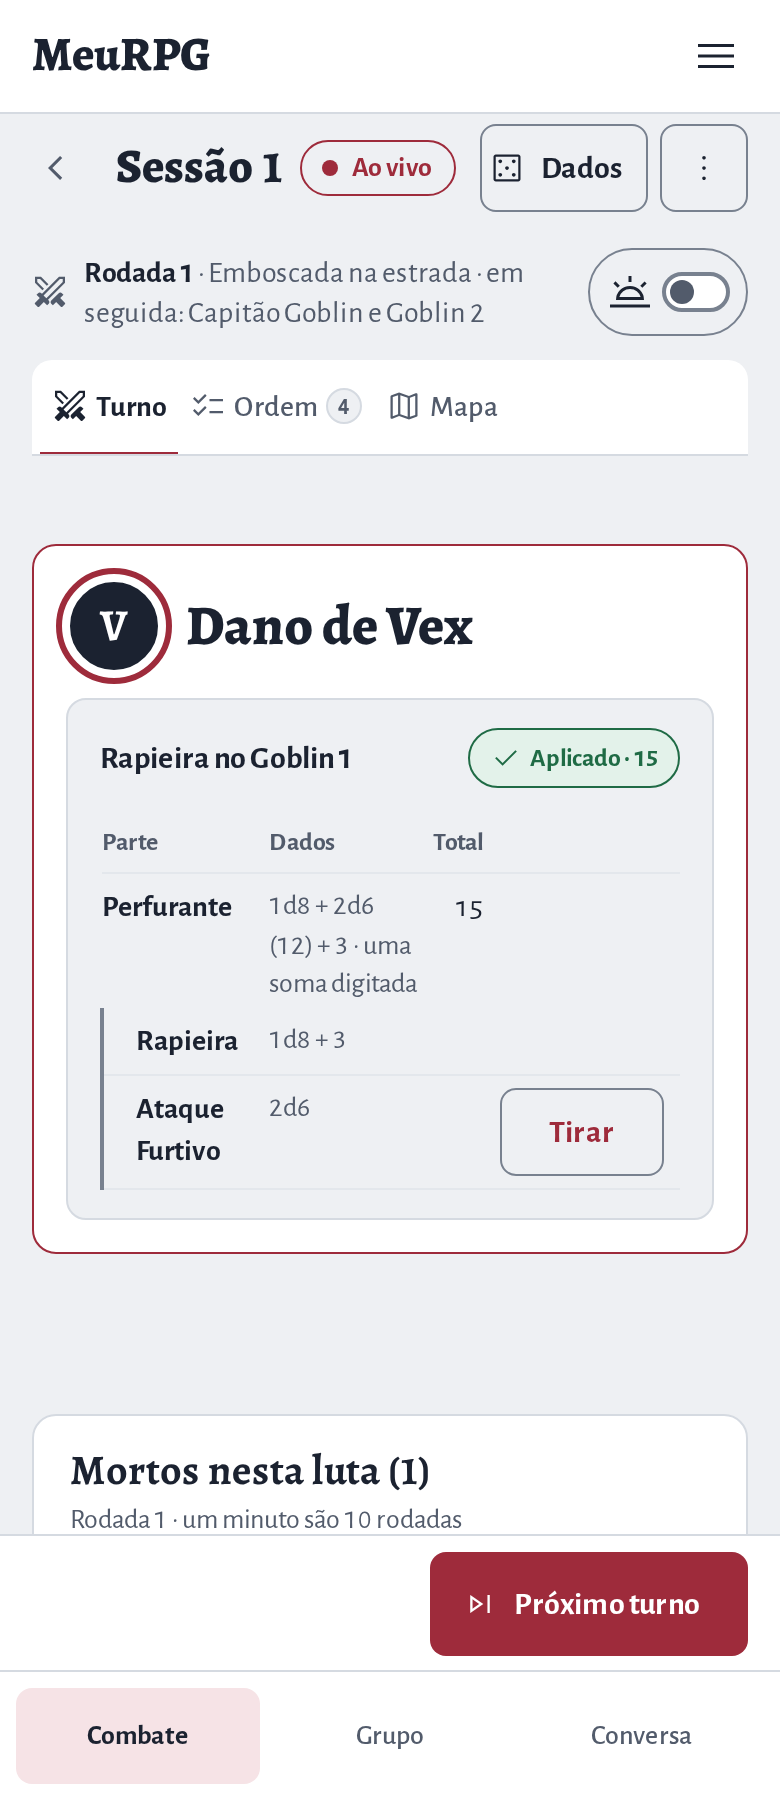 MeuRPG
Sessão 1
Ao vivo
Dados
Rodada 1 · Emboscada na estrada · em
seguida: Capitão Goblin e Goblin 2
Turno
Ordem 4
Mapa
V
Dano de Vex
Rapieira no Goblin 1
Aplicado · 15
Parte Dados Total
Perfurante 1d8 + 2d6 15
(12) + 3 · uma
soma digitada
Rapieira 1d8 + 3
Ataque 2d6
Furtivo
Tirar
Mortos nesta luta (1)
Rodada 1 · um minuto são 10 rodadas
Próximo turno
Combate
Grupo
Conversa